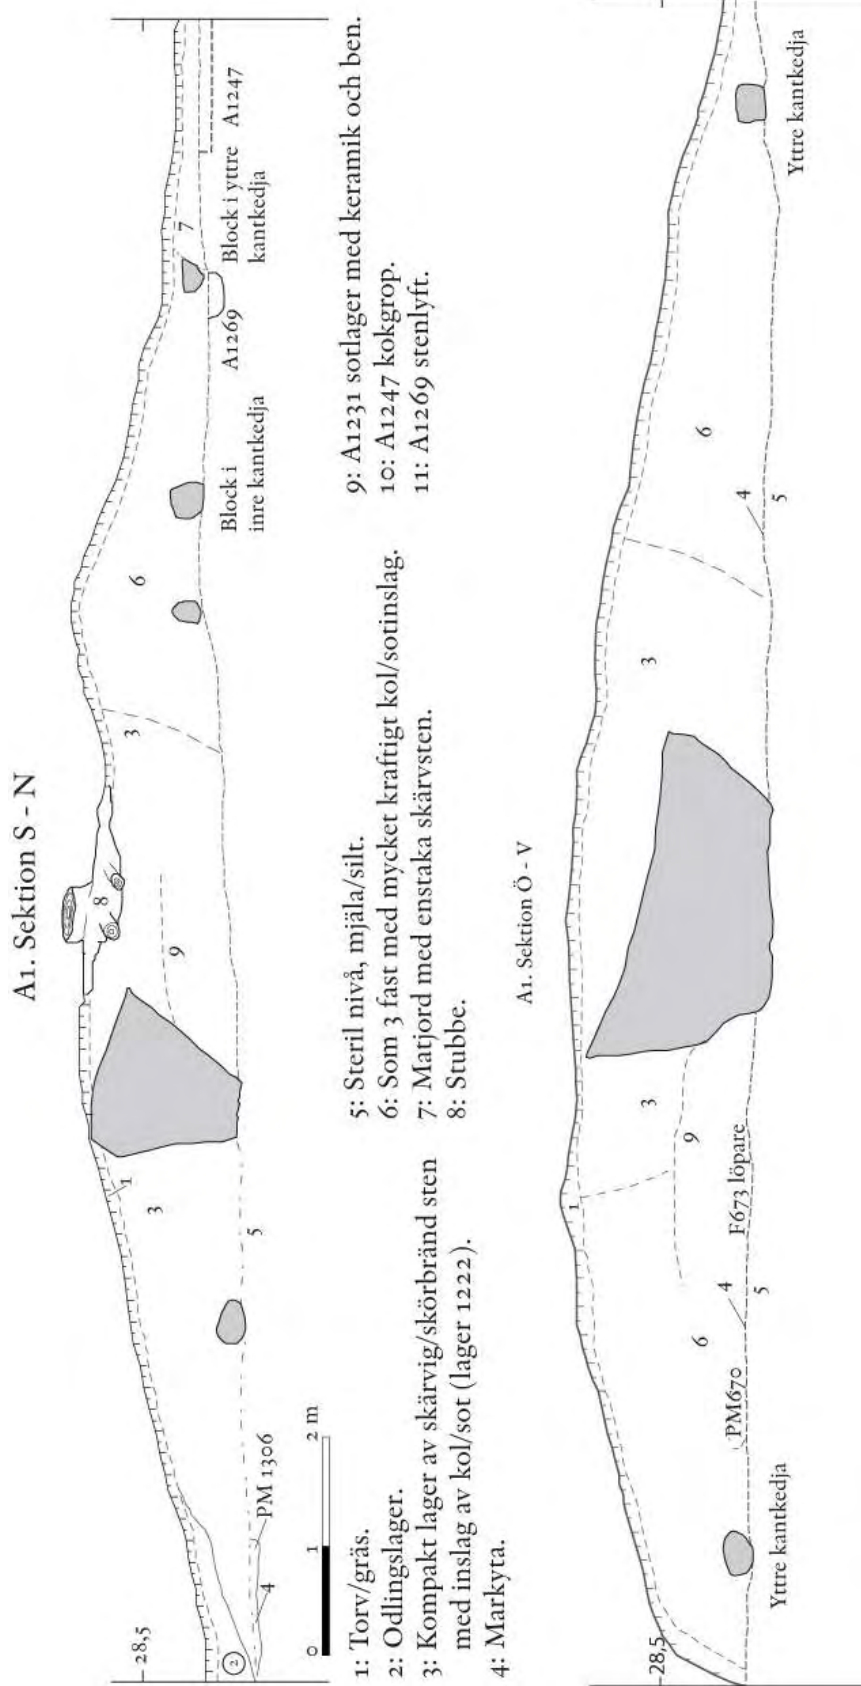 A1. Sektion S - N
28,5
2
4
PM 1306
5
3
1
9
8
3
6
Block i
inre kantkedja
A1269
7
Block i yttre
kantkedja
A1247
0 1 2 m
1: Torv/gräs.
2: Odlingslager.
3: Kompakt lager av skärvig/skörbränd sten
med inslag av kol/sot (lager 1222).
4: Markyta.
5: Steril nivå, mjäla/silt.
6: Som 3 fast med mycket kraftigt kol/sotinslag.
7: Matjord med enstaka skärvsten.
8: Stubbe.
9: A1231 sotlager med keramik och ben.
10: A1247 kokgrop.
11: A1269 stenlyft.
A1. Sektion Ö - V
28,5
Yttre kantkedja
PM670
6
4
5
F673 löpare
1
9
3
3
4
5
6
Yttre kantkedja
28,5